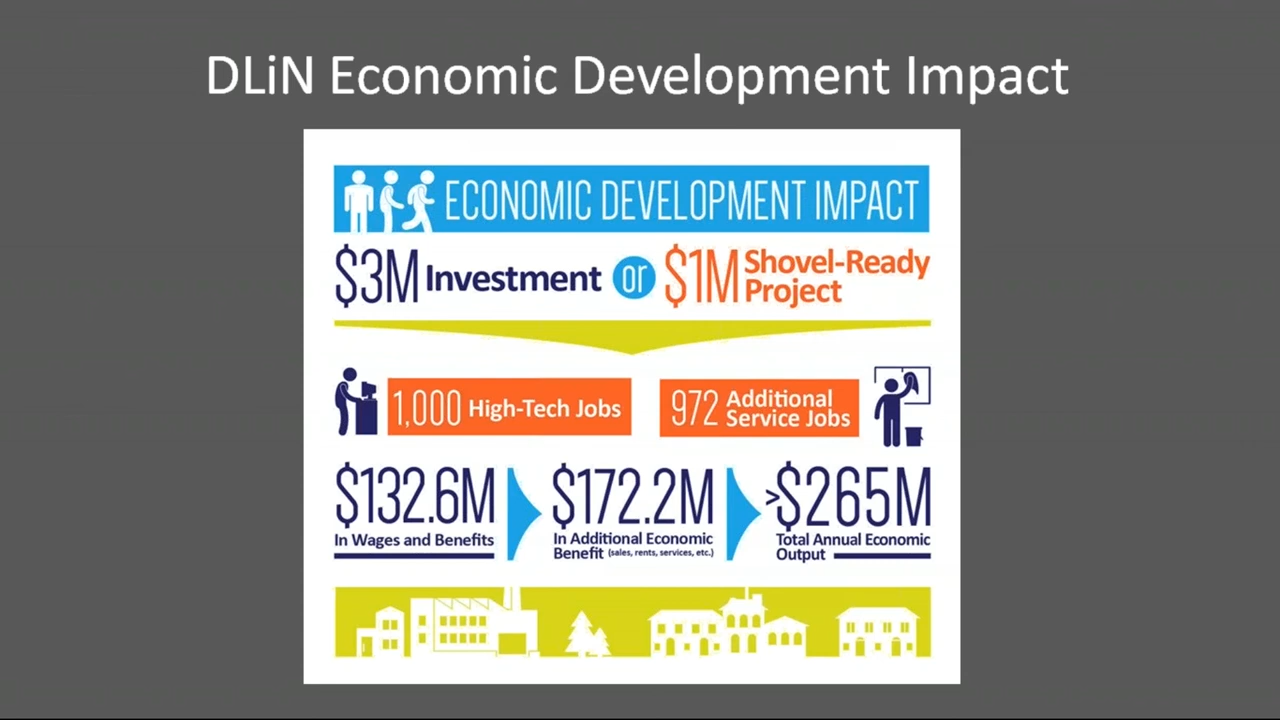 DLiN Economic Development Impact
ECONOMIC DEVELOPMENT IMPACT
$3M Investment or $1M Shovel-Ready Project
1,000 High-Tech Jobs
972 Additional Service Jobs
$132.6M
In Wages and Benefits
$172.2M
In Additional Economic
Benefit (sales, rents, services, etc.)
>$265M
Total Annual Economic
Output